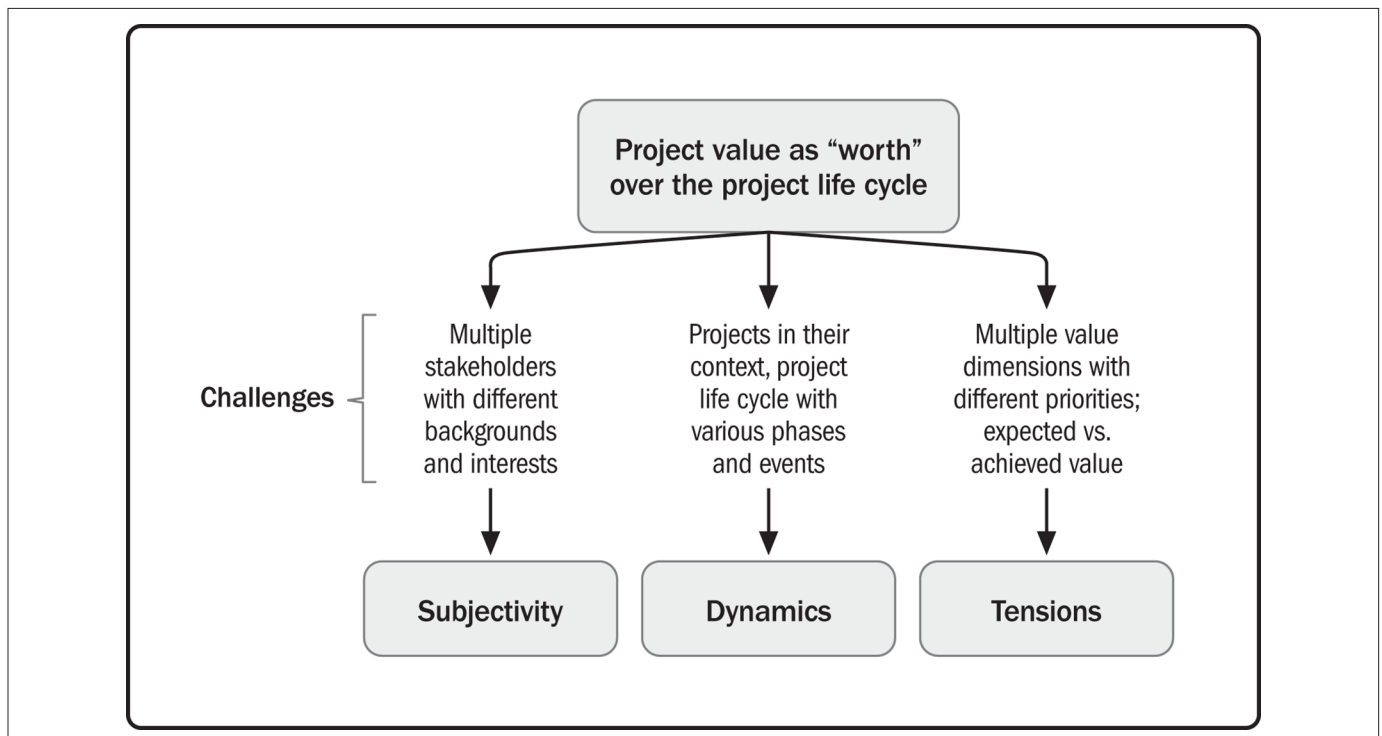 Project value as “worth”
over the project life cycle
Challenges
Multiple
stakeholders
with different
backgrounds
and interests
Projects in their
context, project
life cycle with
various phases
and events
Multiple value
dimensions with
different priorities;
expected vs.
achieved value
Subjectivity
Dynamics
Tensions